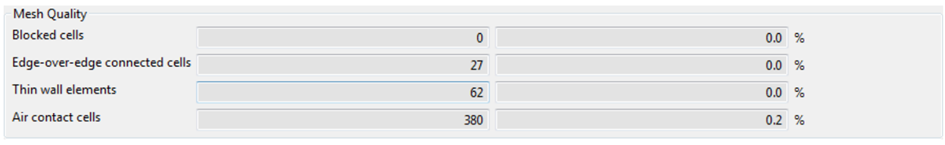 Mesh Quality
Blocked cells 0 0.0 %
Edge-over-edge connected cells 27 0.0 %
Thin wall elements 62 0.0 %
Air contact cells 380 0.2 %